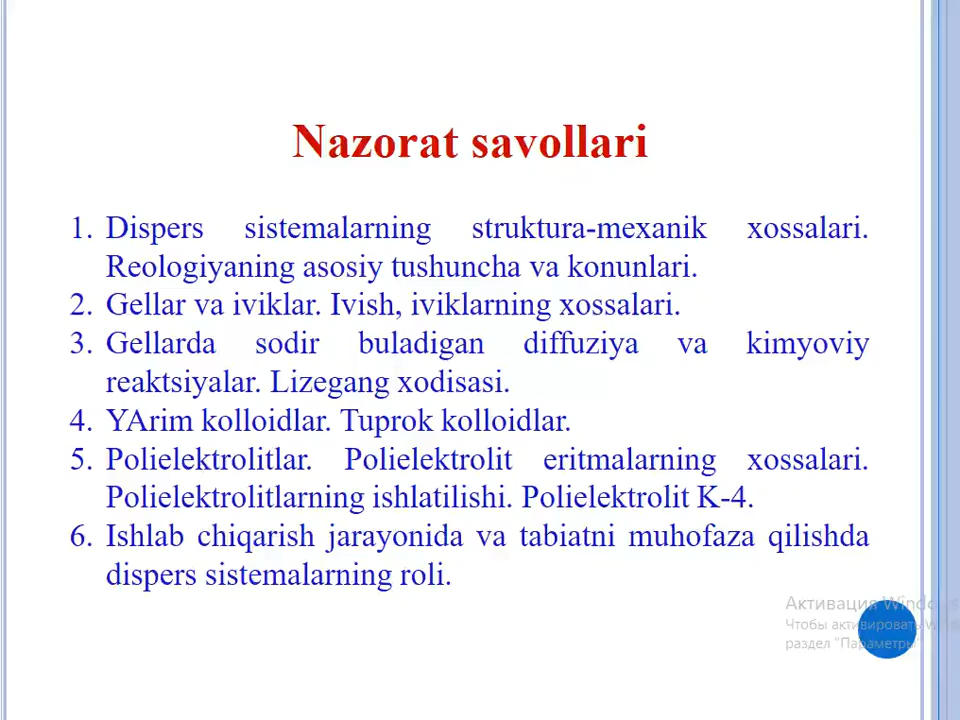 Nazorat savollari
1. Dispers sistemalarning struktura-mexanik xossalari.
Reologiyaning asosiy tushuncha va konunlari.
2. Gellar va iviklar. Ivish, iviklarning xossalari.
3. Gellarda sodir buladigan diffuziya va kimyoviy
reaktsiyalar. Lizegang xodisasi.
4. YArim kolloidlar. Tuprok kolloidlar.
5. Polielektrolitlar. Polielektrolit eritmalarning xossalari.
Polielektrolitlarning ishlatilishi. Polielektrolit K-4.
6. Ishlab chiqarish jarayonida va tabiatni muhofaza qilishda
dispers sistemalarning roli.
Активация
Чтобы активировать
раздел "Параметры"